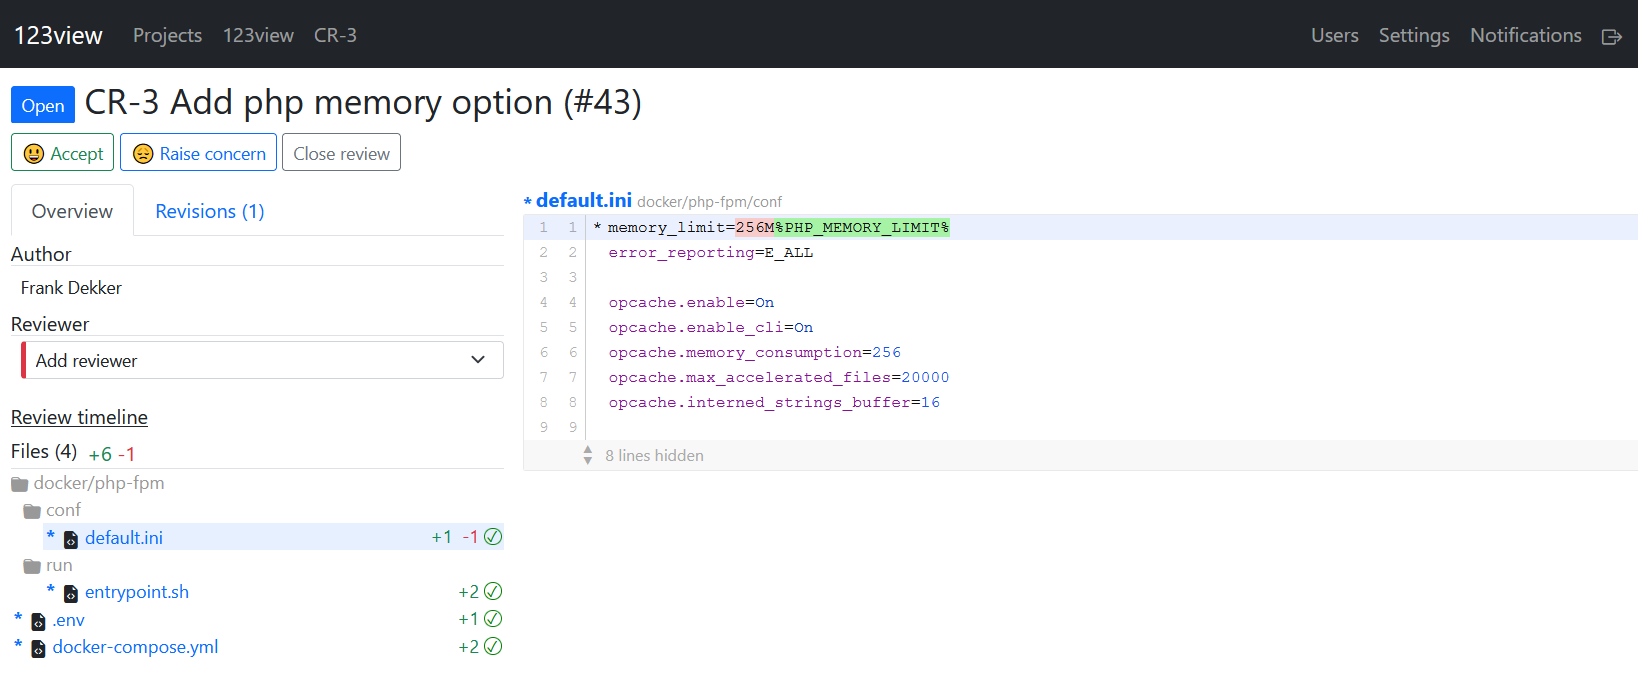 123view Projects 123view CR-3 Users Settings Notifications
Open CR-3 Add php memory option (#43)
Accept Raise concern Close review
Overview Revisions (1)
Author
Frank Dekker
Reviewer
Add reviewer
Review timeline
Files (4) +6 -1
docker/php-fpm
conf
* default.ini +1 -1
run
* entrypoint.sh +2
* .env +1
* docker-compose.yml +2
* default.ini docker/php-fpm/conf
1 1 * memory_limit=256M%PHP_MEMORY_LIMIT%
2 2 error_reporting=E_ALL
3 3
4 4 opcache.enable=On
5 5 opcache.enable_cli=On
6 6 opcache.memory_consumption=256
7 7 opcache.max_accelerated_files=20000
8 8 opcache.interned_strings_buffer=16
9 9
8 lines hidden